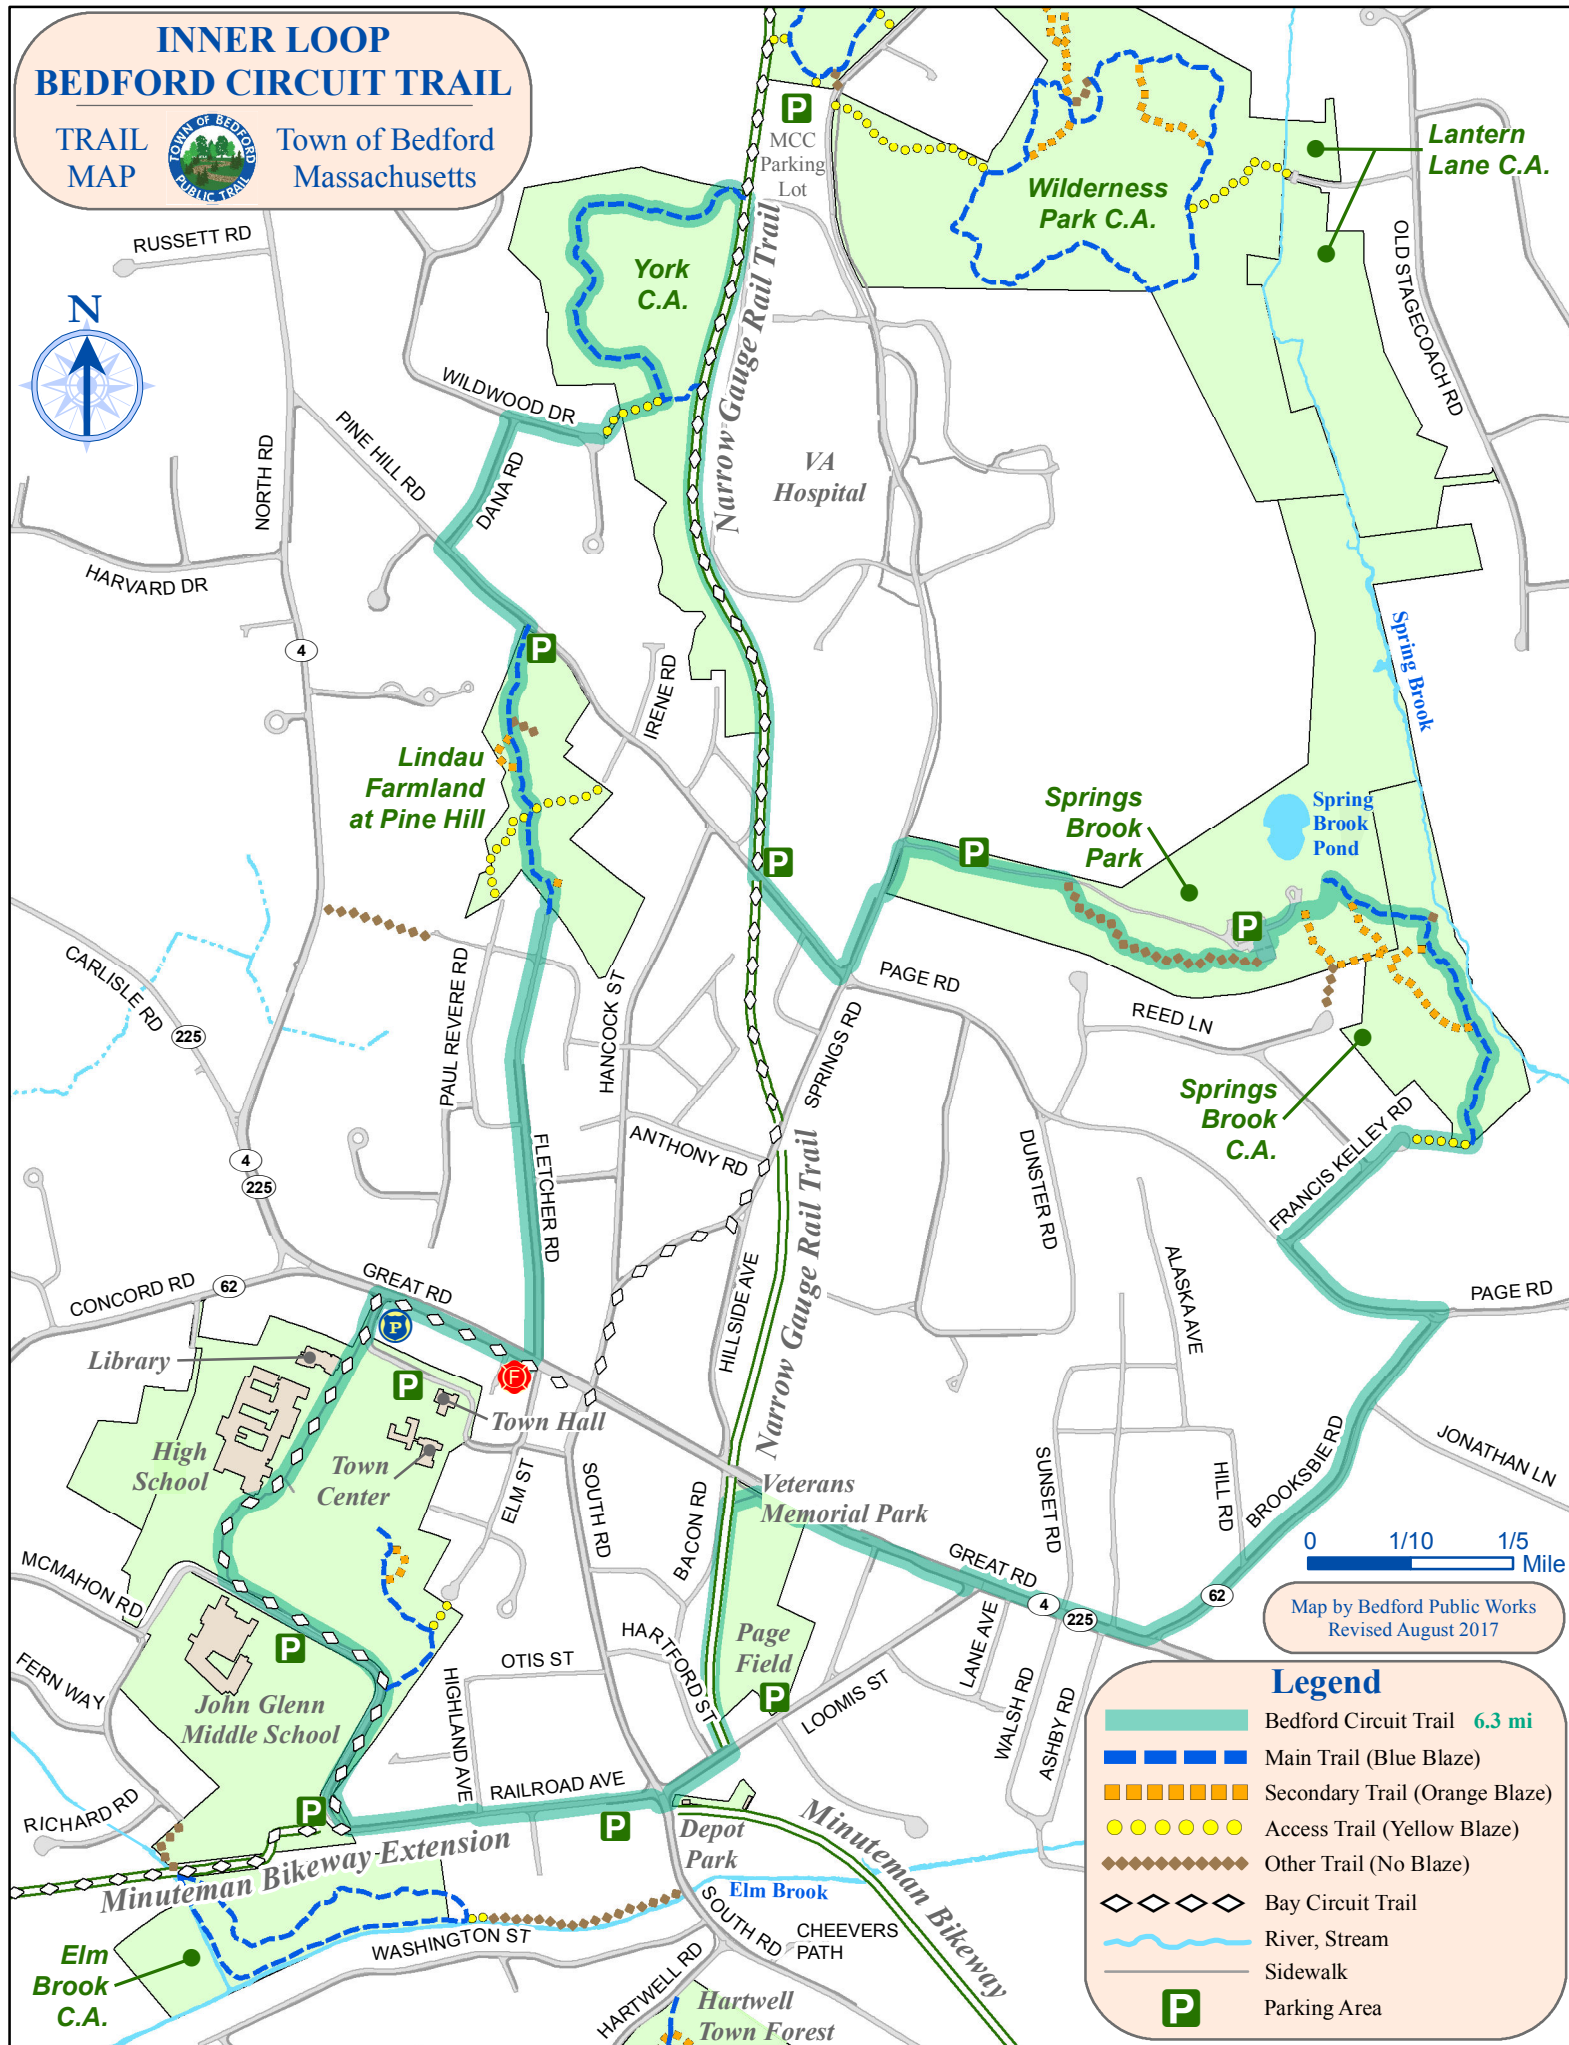 INNER LOOP
BEDFORD CIRCUIT TRAIL
TRAIL
MAP
TOWN OF BEDFORD
PUBLIC TRAIL
Town of Bedford
Massachusetts
N
P
MCC
Parking
Lot
Lantern
Lane C.A.
Wilderness
Park C.A.
York
C.A.
Narrow Gauge Rail Trail
OLD STAGECOACH RD
RUSSETT RD
WILDWOOD DR
PINE HILL RD
NORTH RD
DANA RD
HARVARD DR
VA
Hospital
4
P
IRENE RD
Spring Brook
Lindau
Farmland
at Pine Hill
Springs
Brook
Park
Spring
Brook
Pond
P
P
P
CARLISLE RD
225
PAUL REVERE RD
HANCOCK ST
PAGE RD
SPRINGS RD
REED LN
Springs
Brook
C.A.
FRANCIS KELLEY RD
ANTHONY RD
FLETCHER RD
DUNSTER RD
4
225
Narrow Gauge Rail Trail
HILLSIDE AVE
ALASKA AVE
PAGE RD
CONCORD RD
62
GREAT RD
P
Library
P
F
Town Hall
High
School
Town
Center
ELM ST
SOUTH RD
BACON RD
Veterans
Memorial Park
SUNSET RD
HILL RD
BROOKSBIE RD
JONATHAN LN
0 1/10 1/5
Mile
GREAT RD
4
225
62
Map by Bedford Public Works
Revised August 2017
MCMAHON RD
P
FERN WAY
John Glenn
Middle School
HIGHLAND AVE
OTIS ST
HARTFORD ST
Page
Field
P
LOOMIS ST
LANE AVE
WALSH RD
ASHBY RD
RICHARD RD
P
RAILROAD AVE
P
Minuteman Bikeway Extension
Depot
Park
Minuteman Bikeway
Elm Brook
SOUTH RD
CHEEVERS
PATH
WASHINGTON ST
HARTWELL RD
Elm
Brook
C.A.
Hartwell
Town Forest
Legend
Bedford Circuit Trail 6.3 mi
Main Trail (Blue Blaze)
Secondary Trail (Orange Blaze)
Access Trail (Yellow Blaze)
Other Trail (No Blaze)
Bay Circuit Trail
River, Stream
Sidewalk
P Parking Area